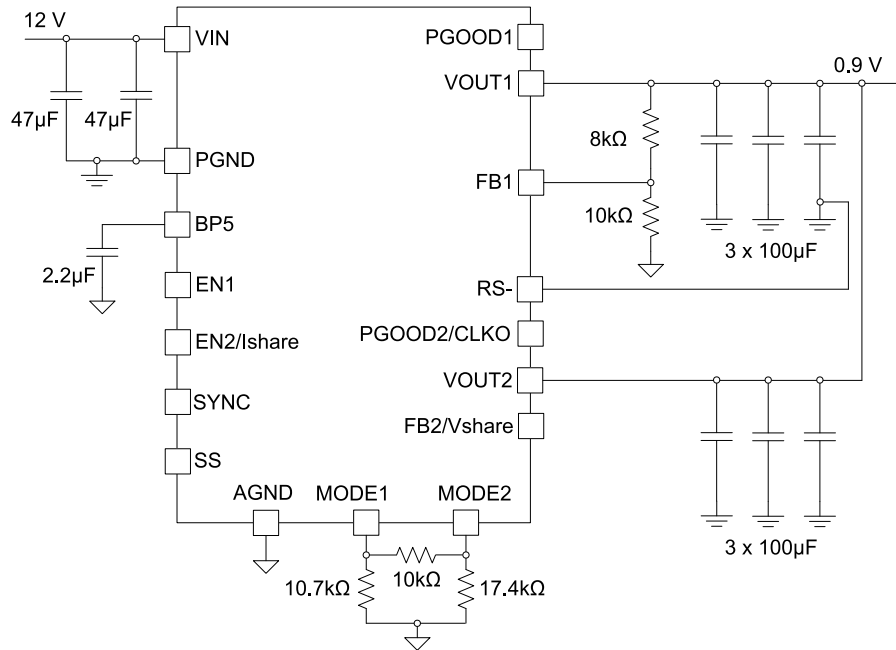 12 V
VIN
PGOOD1
VOUT1
0.9 V
47µF
47µF
8kΩ
PGND
FB1
10kΩ
BP5
3 x 100µF
2.2µF
EN1
RS-
EN2/Ishare
PGOOD2/CLKO
VOUT2
SYNC
FB2/Vshare
SS
AGND
MODE1
MODE2
3 x 100µF
10.7kΩ
10kΩ
17.4kΩ